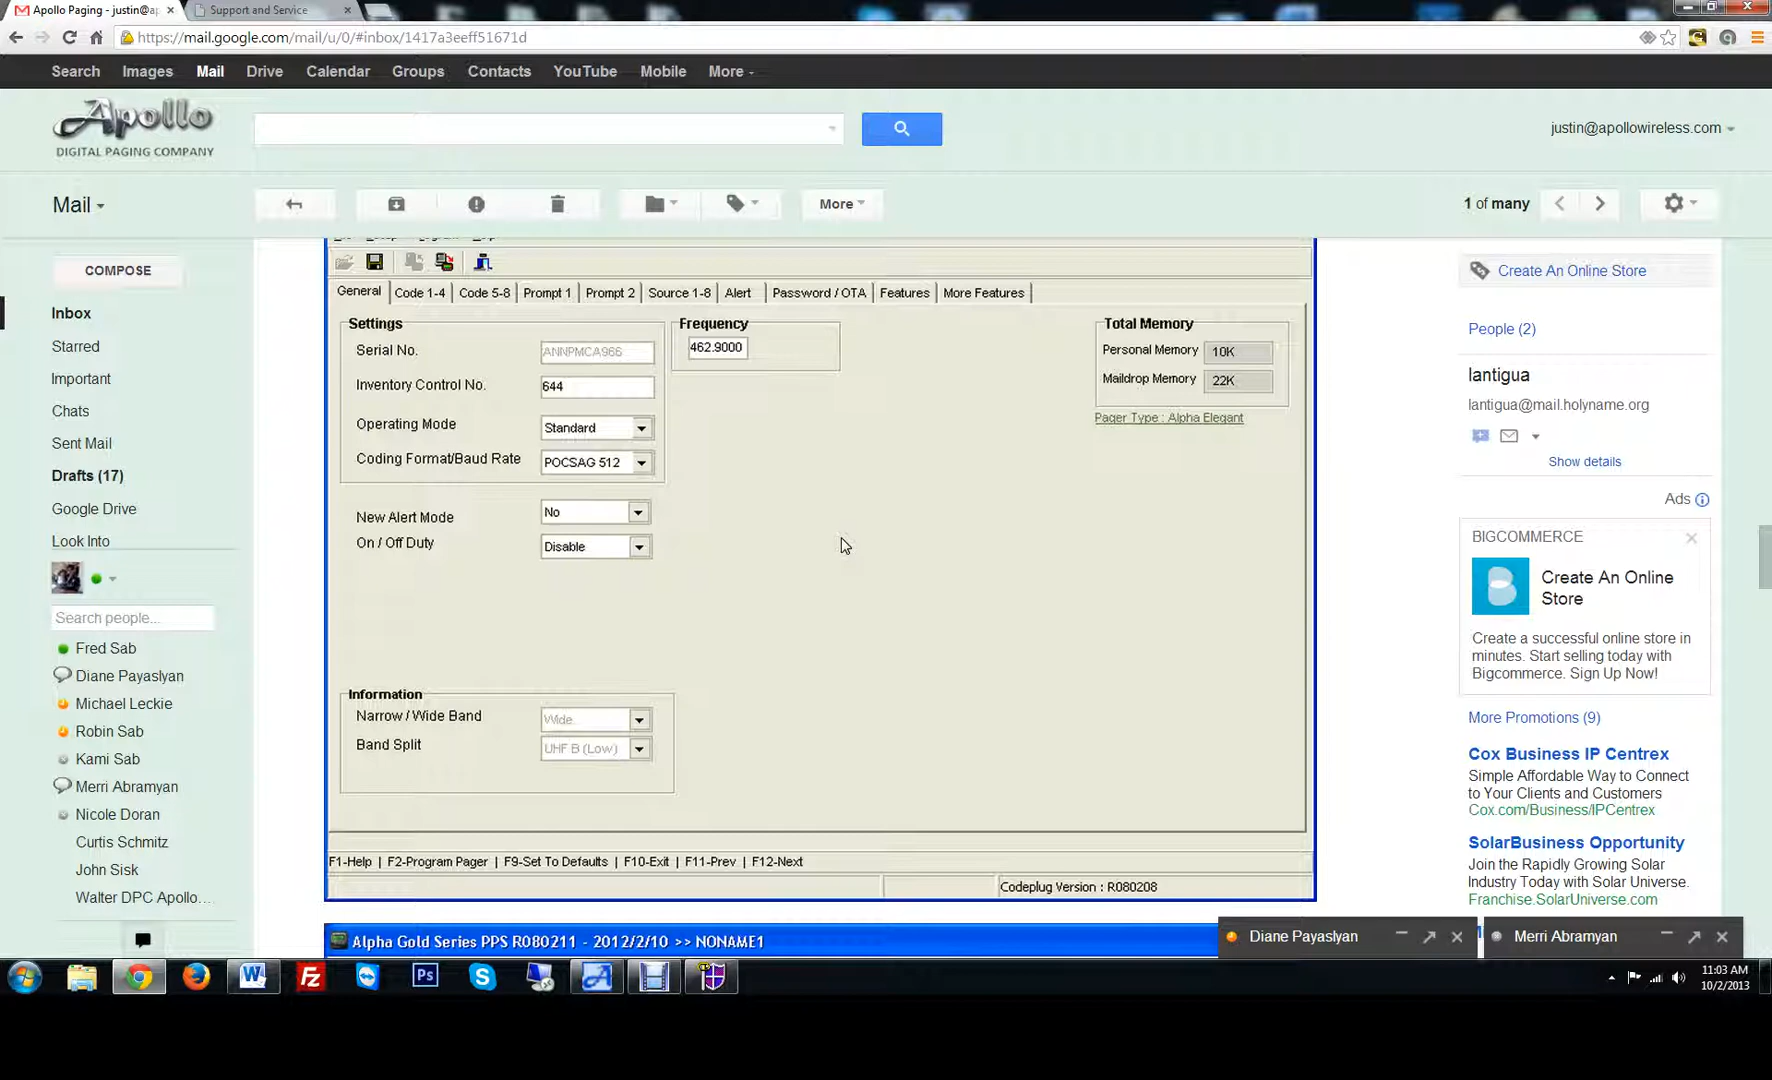 Apollo Paging - justin@ap
Support and Service
https://mail.google.com/mail/u/0/#inbox/1417a3eeff51671d
Search Images Mail Drive Calendar Groups Contacts YouTube Mobile More
Apollo
DIGITAL PAGING COMPANY
justin@apollowireless.com
Mail
More
1 of many
COMPOSE
Inbox
Starred
Important
Chats
Sent Mail
Drafts (17)
Google Drive
Look Into
Search people...
Fred Sab
Diane Payaslyan
Michael Leckie
Robin Sab
Kami Sab
Merri Abramyan
Nicole Doran
Curtis Schmitz
John Sisk
Walter DPC Apollo...
General Code 1-4 Code 5-8 Prompt 1 Prompt 2 Source 1-8 Alert Password / OTA Features More Features
Settings
Serial No. ANNPMCA966
Inventory Control No. 644
Operating Mode Standard
Coding Format/Baud Rate POCSAG 512
New Alert Mode No
On / Off Duty Disable
Frequency
462.9000
Total Memory
Personal Memory 10K
Maildrop Memory 22K
Pager Type : Alpha Elegant
Information
Narrow / Wide Band Wide
Band Split UHF B (Low)
F1-Help | F2-Program Pager | F9-Set To Defaults | F10-Exit | F11-Prev | F12-Next
Codeplug Version : R080208
Alpha Gold Series PPS R080211 - 2012/2/10 >> NONAME1
Create An Online Store
People (2)
lantigua
lantigua@mail.holyname.org
Show details
Ads
BIGCOMMERCE
Create An Online
Store
Create a successful online store in
minutes. Start selling today with
Bigcommerce. Sign Up Now!
More Promotions (9)
Cox Business IP Centrex
Simple Affordable Way to Connect
to Your Clients and Customers
Cox.com/Business/IPCentrex
SolarBusiness Opportunity
Join the Rapidly Growing Solar
Industry Today with Solar Universe.
Franchise.SolarUniverse.com
Diane Payaslyan
Merri Abramyan
11:03 AM
10/2/2013